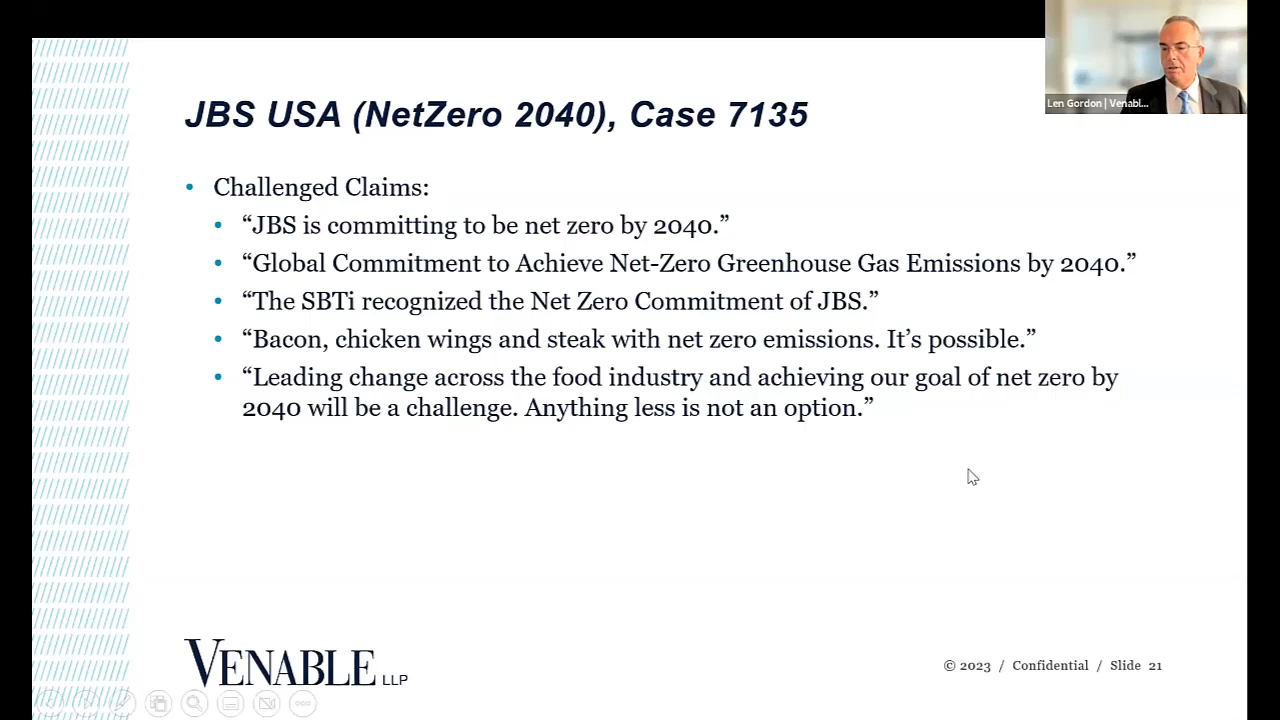 Len Gordon | Venabl...
JBS USA (NetZero 2040), Case 7135
• Challenged Claims:
• “JBS is committing to be net zero by 2040.”
• “Global Commitment to Achieve Net-Zero Greenhouse Gas Emissions by 2040.”
• “The SBTi recognized the Net Zero Commitment of JBS.”
• “Bacon, chicken wings and steak with net zero emissions. It’s possible.”
• “Leading change across the food industry and achieving our goal of net zero by
2040 will be a challenge. Anything less is not an option.”
VENABLE LLP
© 2023 / Confidential / Slide 21